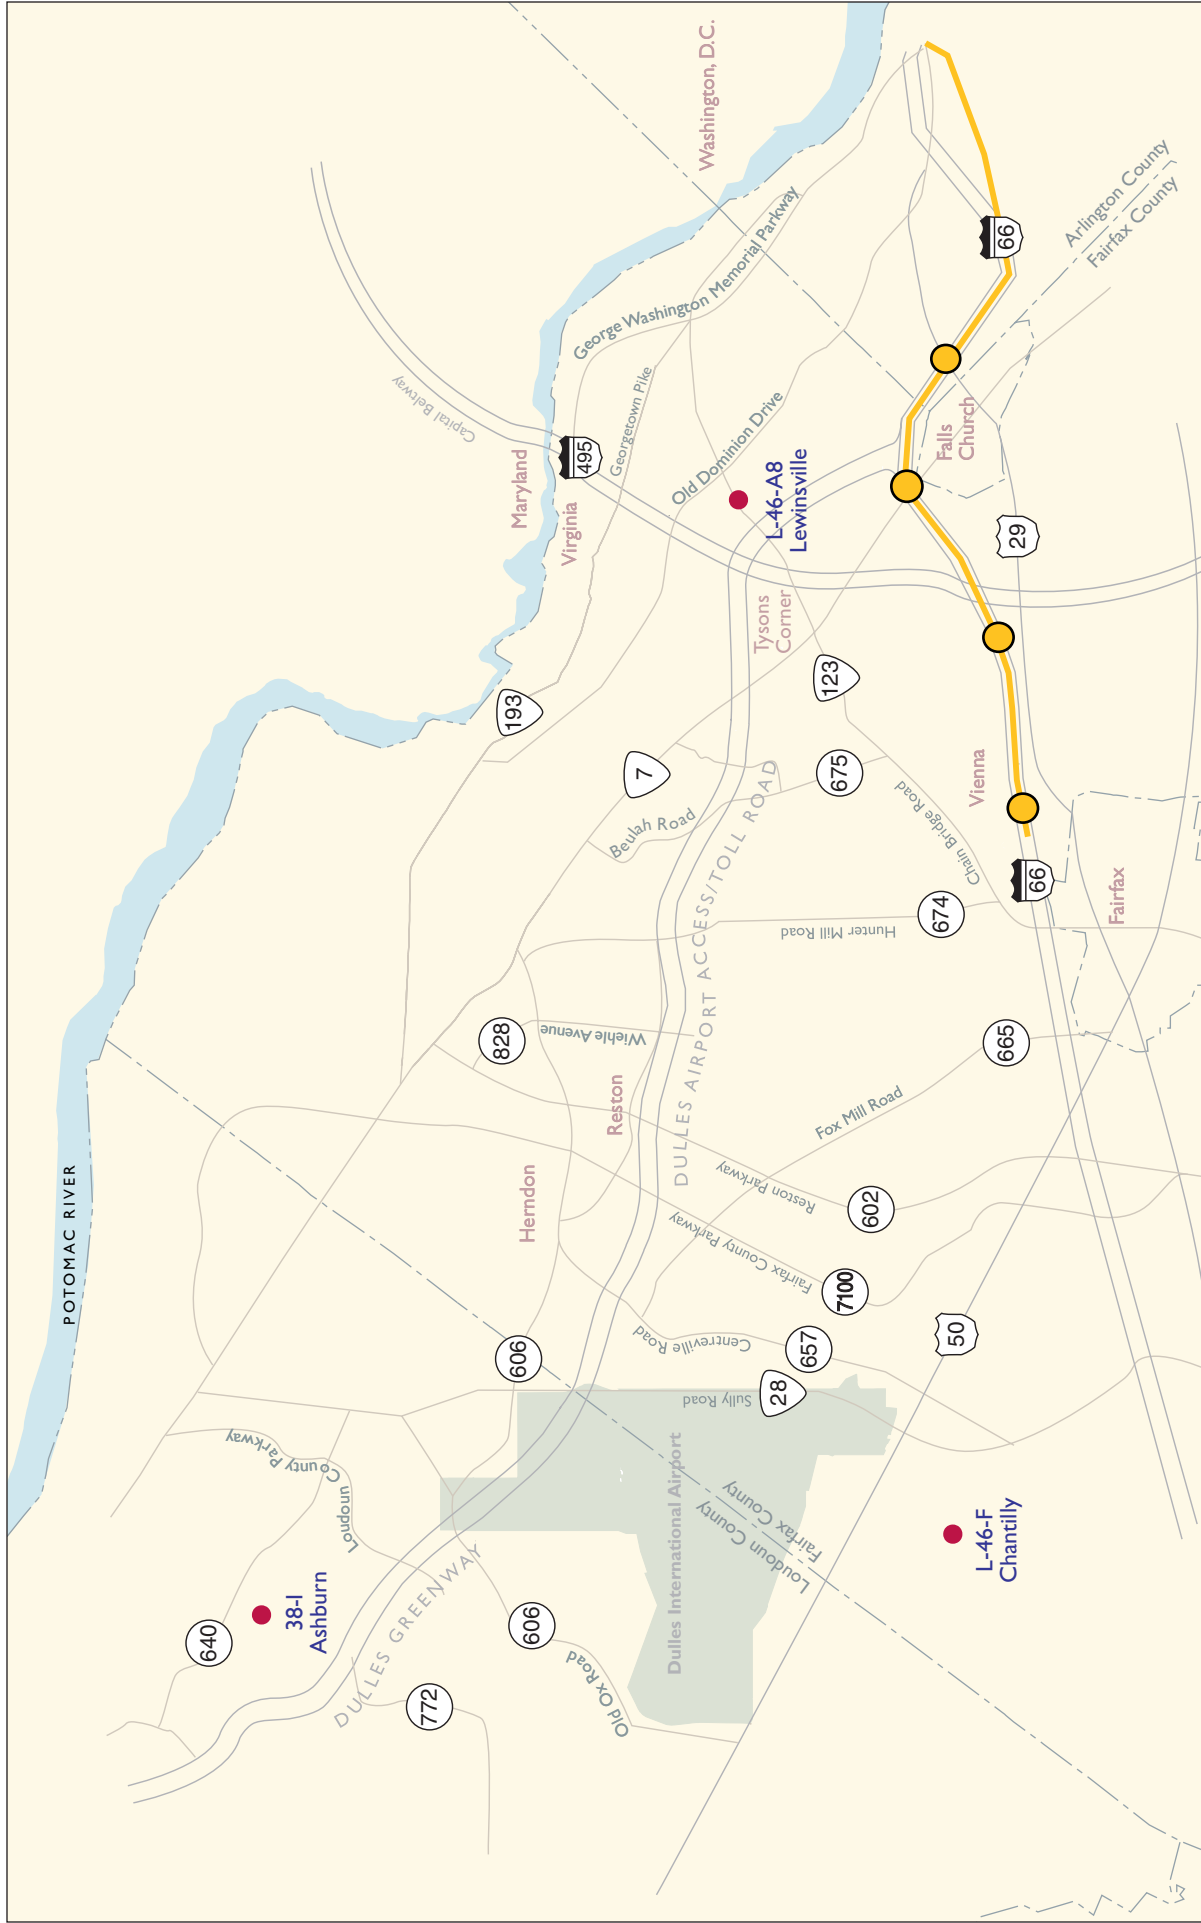 POTOMAC RIVER
Capital Beltway
Maryland
Virginia
Washington, D.C.
495
George Washington Memorial Parkway
Georgetown Pike
Old Dominion Drive
L-46-A8
Lewinsville
66
Arlington County
Fairfax County
Falls
Church
29
Tysons
Corner
193
123
7
675
Beulah Road
Chain Bridge Road
Vienna
66
Fairfax
DULLES AIRPORT ACCESS/TOLL ROAD
Hunter Mill Road
674
828
Wiehle Avenue
Reston
Herndon
665
Fox Mill Road
Reston Parkway
602
Fairfax County Parkway
7100
Centreville Road
657
606
50
Sully Road
28
Dulles International Airport
Fairfax County
Loudoun County
Loudoun County Parkway
L-46-F
Chantilly
38-I
Ashburn
640
DULLES GREENWAY
606
Old Ox Road
772